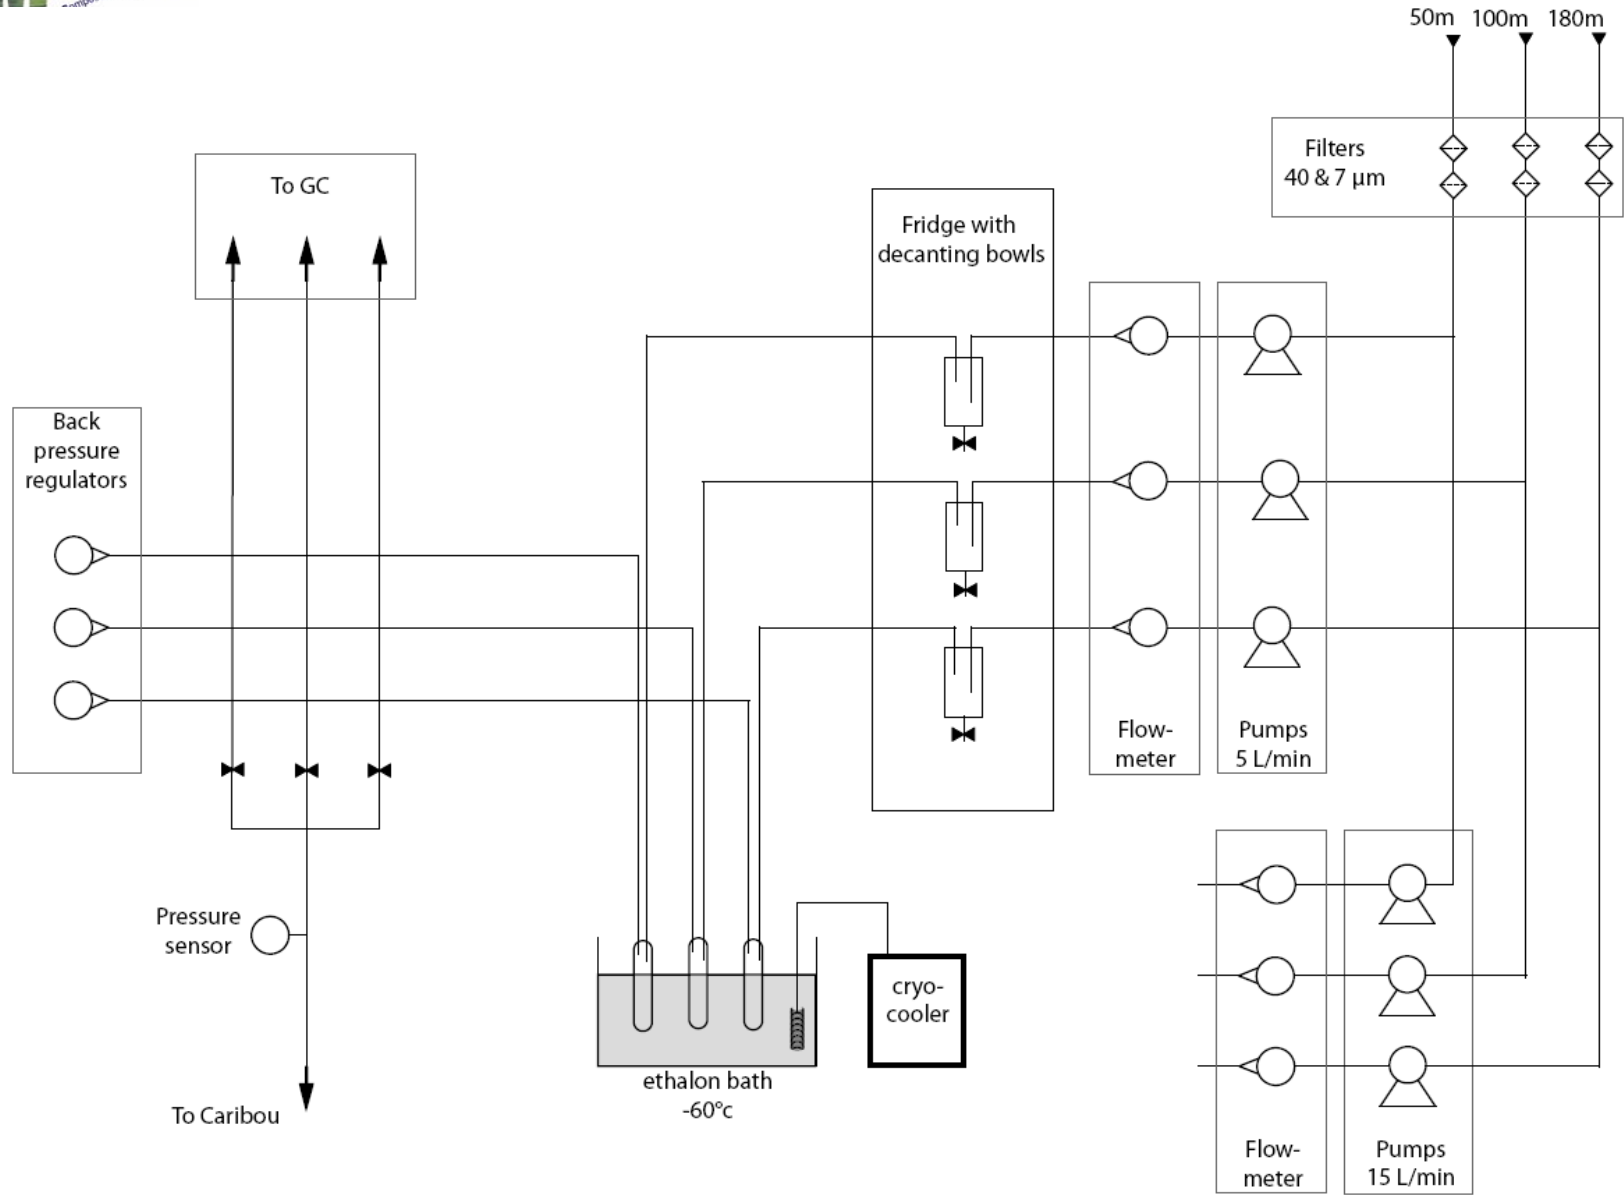 50m 100m 180m
Filters
40 & 7 µm
To GC
Fridge with
decanting bowls
Back
pressure
regulators
Flow-
meter
Pumps
5 L/min
Pressure
sensor
cryo-
cooler
ethalon bath
-60°c
To Caribou
Flow-
meter
Pumps
15 L/min